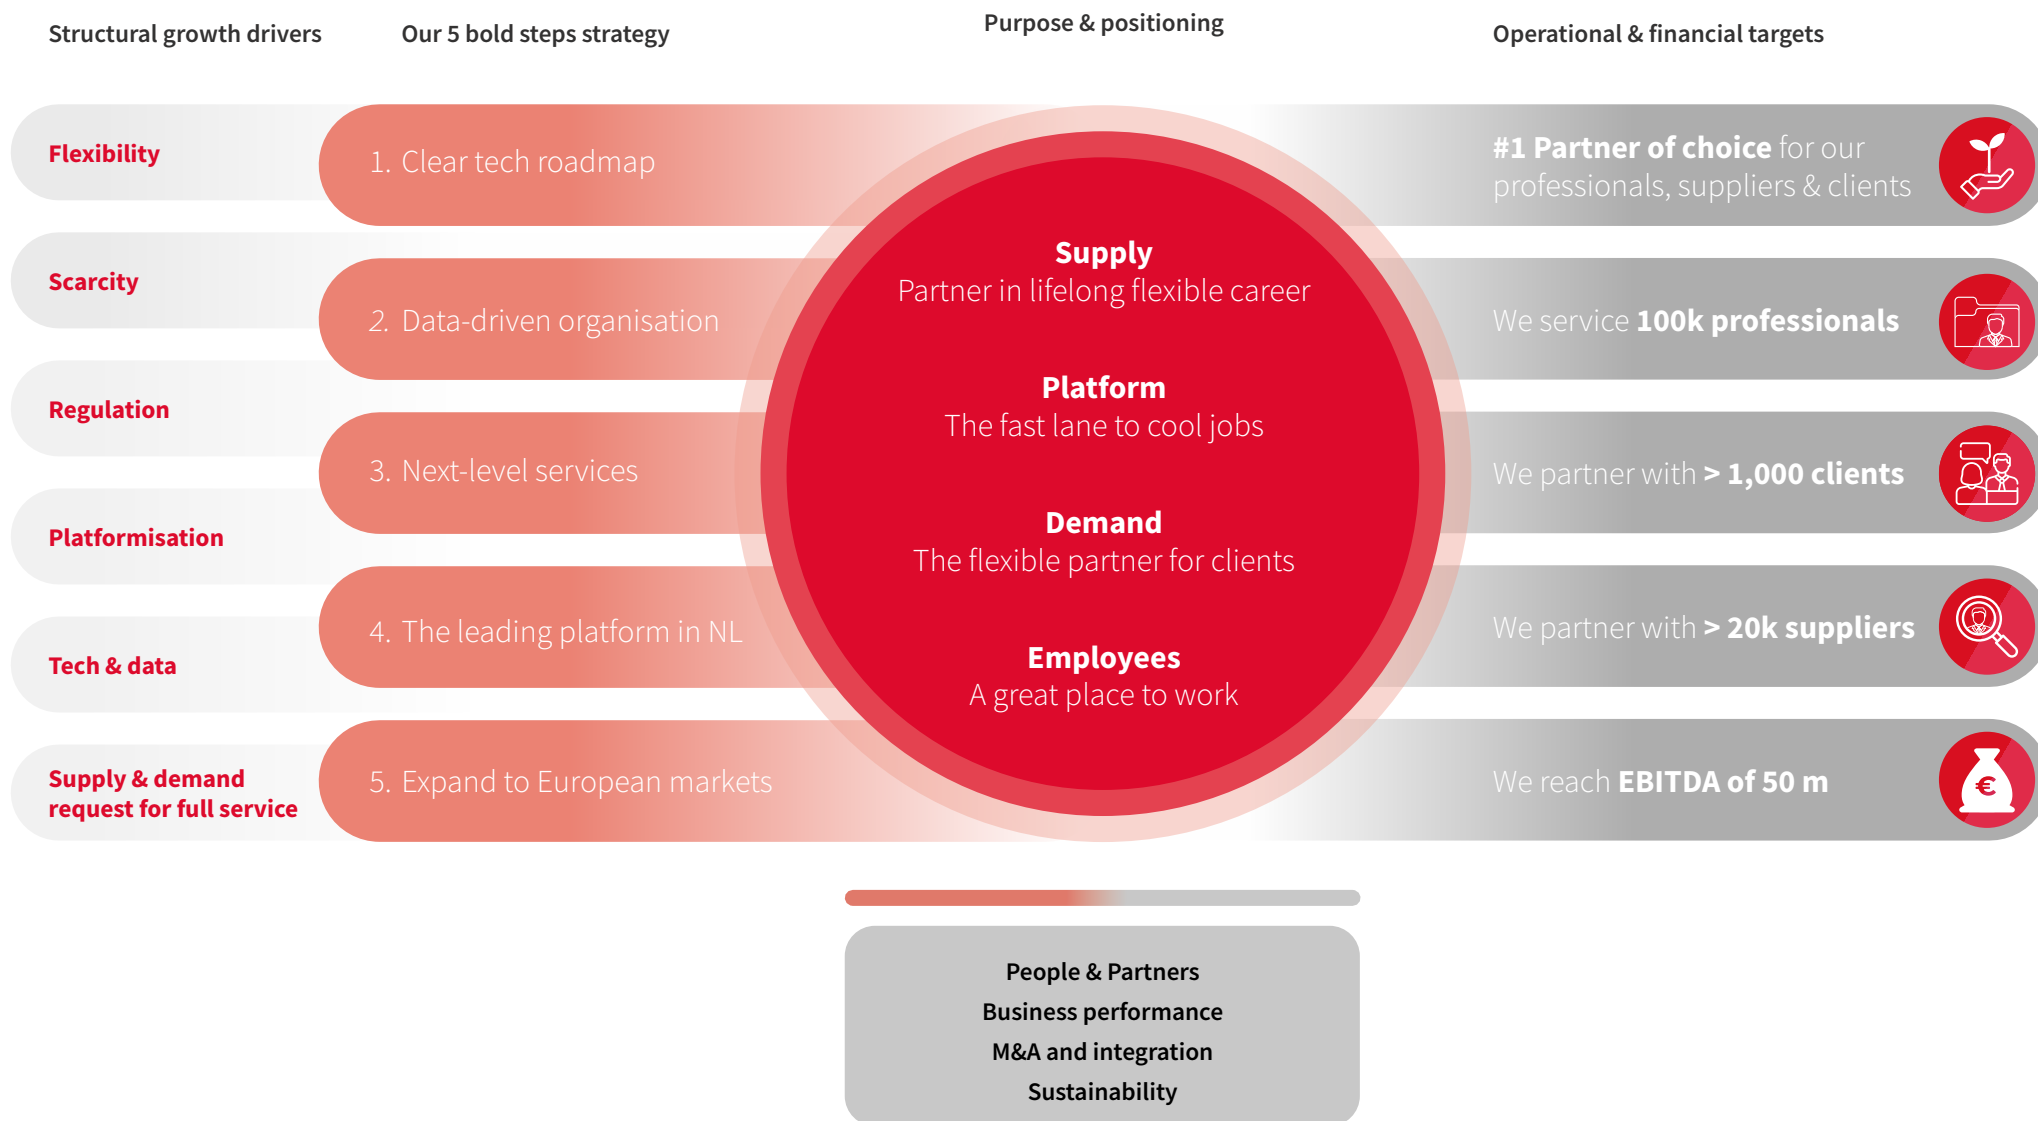 Structural growth drivers
Our 5 bold steps strategy
Purpose & positioning
Operational & financial targets
Flexibility
Scarcity
Regulation
Platformisation
Tech & data
Supply & demand
request for full service
1. Clear tech roadmap
2. Data-driven organisation
3. Next-level services
4. The leading platform in NL
5. Expand to European markets
Supply
Partner in lifelong flexible career
Platform
The fast lane to cool jobs
Demand
The flexible partner for clients
Employees
A great place to work
#1 Partner of choice for our
professionals, suppliers & clients
We service 100k professionals
We partner with > 1,000 clients
We partner with > 20k suppliers
We reach EBITDA of 50 m
€
People & Partners
Business performance
M&A and integration
Sustainability